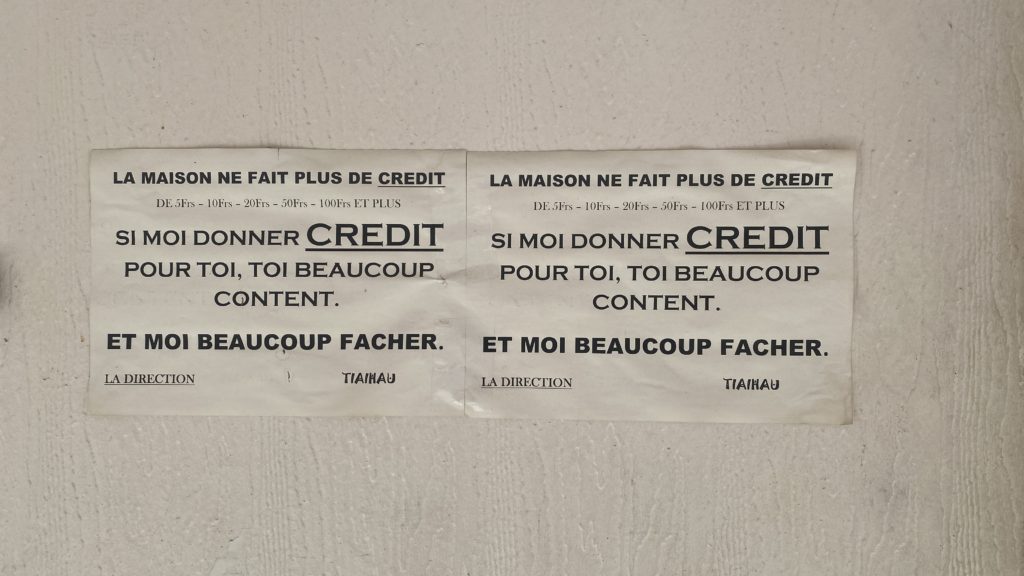 LA MAISON NE FAIT PLUS DE CREDIT
DE 5Frs – 10Frs – 20Frs – 50Frs – 100Frs ET PLUS
SI MOI DONNER CREDIT
POUR TOI, TOI BEAUCOUP
CONTENT.
ET MOI BEAUCOUP FACHER.
LA DIRECTION TIAIHAU
LA MAISON NE FAIT PLUS DE CREDIT
DE 5Frs – 10Frs – 20Frs – 50Frs – 100Frs ET PLUS
SI MOI DONNER CREDIT
POUR TOI, TOI BEAUCOUP
CONTENT.
ET MOI BEAUCOUP FACHER.
LA DIRECTION TIAIHAU